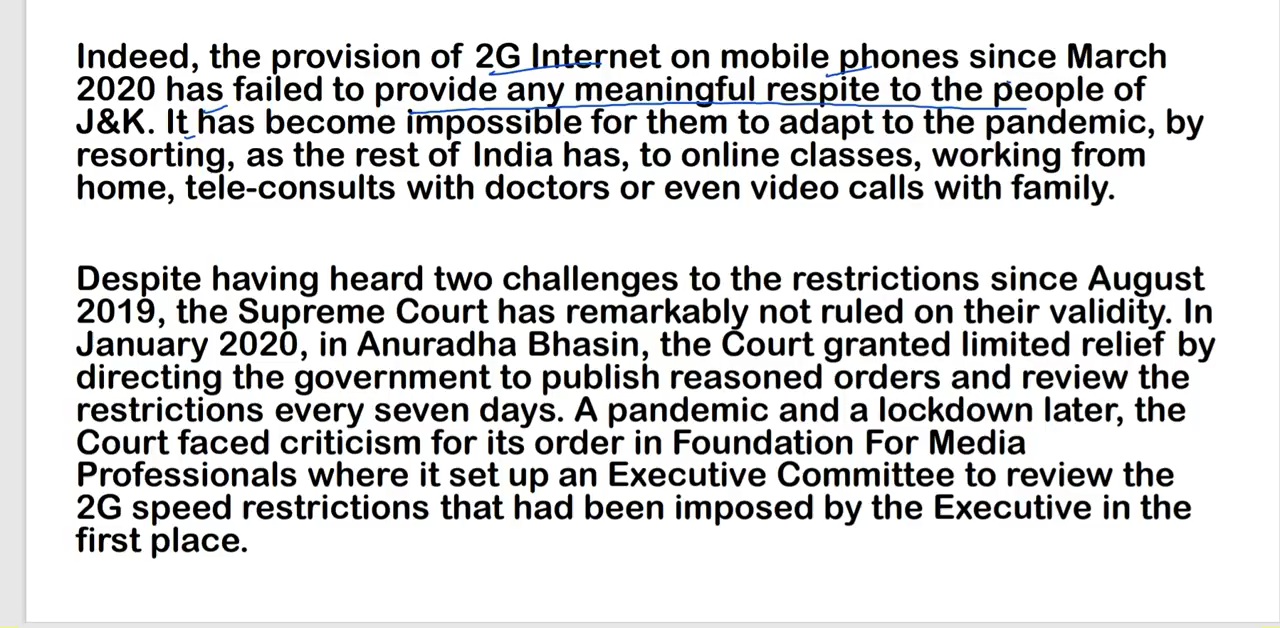 Indeed, the provision of 2G Internet on mobile phones since March
2020 has failed to provide any meaningful respite to the people of
J&K. It has become impossible for them to adapt to the pandemic, by
resorting, as the rest of India has, to online classes, working from
home, tele-consults with doctors or even video calls with family.
Despite having heard two challenges to the restrictions since August
2019, the Supreme Court has remarkably not ruled on their validity. In
January 2020, in Anuradha Bhasin, the Court granted limited relief by
directing the government to publish reasoned orders and review the
restrictions every seven days. A pandemic and a lockdown later, the
Court faced criticism for its order in Foundation For Media
Professionals where it set up an Executive Committee to review the
2G speed restrictions that had been imposed by the Executive in the
first place.